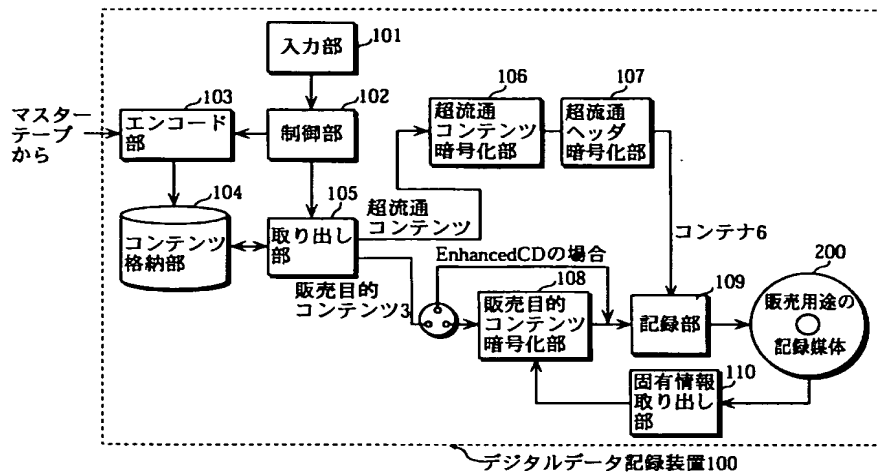 101
入力部
マスター
テープ
から
103
エンコード
部
102
制御部
106
超流通
コンテンツ
暗号化部
107
超流通
ヘッダ
暗号化部
104
コンテンツ
格納部
105
取り出し
部
超流通
コンテンツ
販売目的
コンテンツ3
EnhancedCDの場合
108
販売目的
コンテンツ
暗号化部
コンテナ6
109
記録部
200
販売用途の
記録媒体
110
固有情報
取り出し
部
デジタルデータ記録装置100